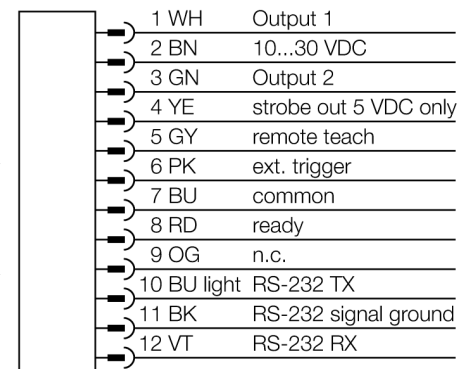 1 WH Output 1
2 BN 10...30 VDC
3 GN Output 2
4 YE strobe out 5 VDC only
5 GY remote teach
6 PK ext. trigger
7 BU common
8 RD ready
9 OG n.c.
10 BU light RS-232 TX
11 BK RS-232 signal ground
12 VT RS-232 RX